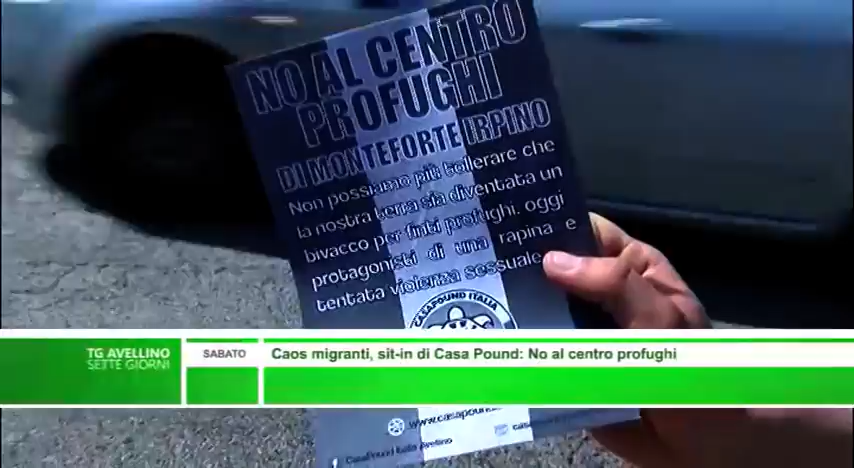 NO AL CENTRO
PROFUGHI
DI MONTEFORTE IRPINO
Non possiamo più tollerare che
la nostra terra sia diventata un
bivacco per finti profughi, oggi
protagonisti di una rapina e
tentata violenza sessuale.
CASAPOUND ITALIA
TG AVELLINO
SETTE GIORNI
SABATO
Caos migranti, sit-in di Casa Pound: No al centro profughi
CasaPound Italia Avellino